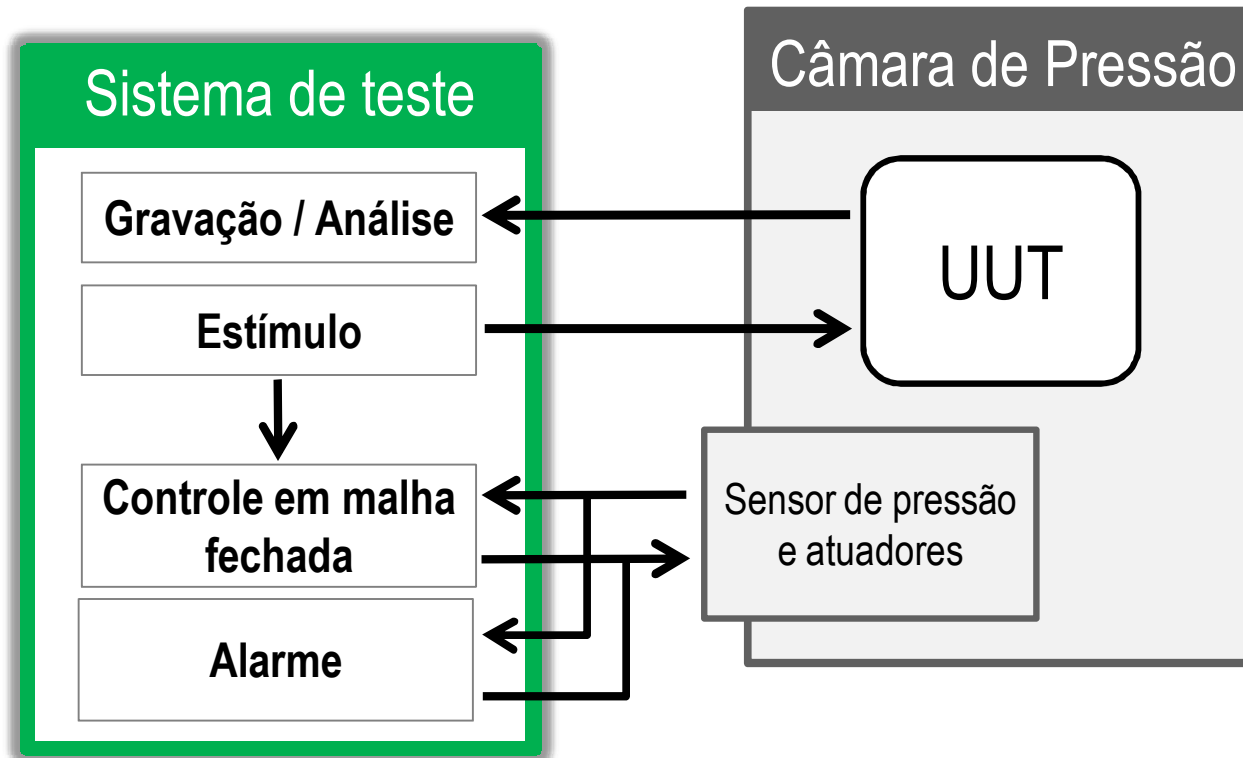 Sistema de teste
Gravação / Análise
Estímulo
Controle em malha
fechada
Alarme
Câmara de Pressão
UUT
Sensor de pressão
e atuadores